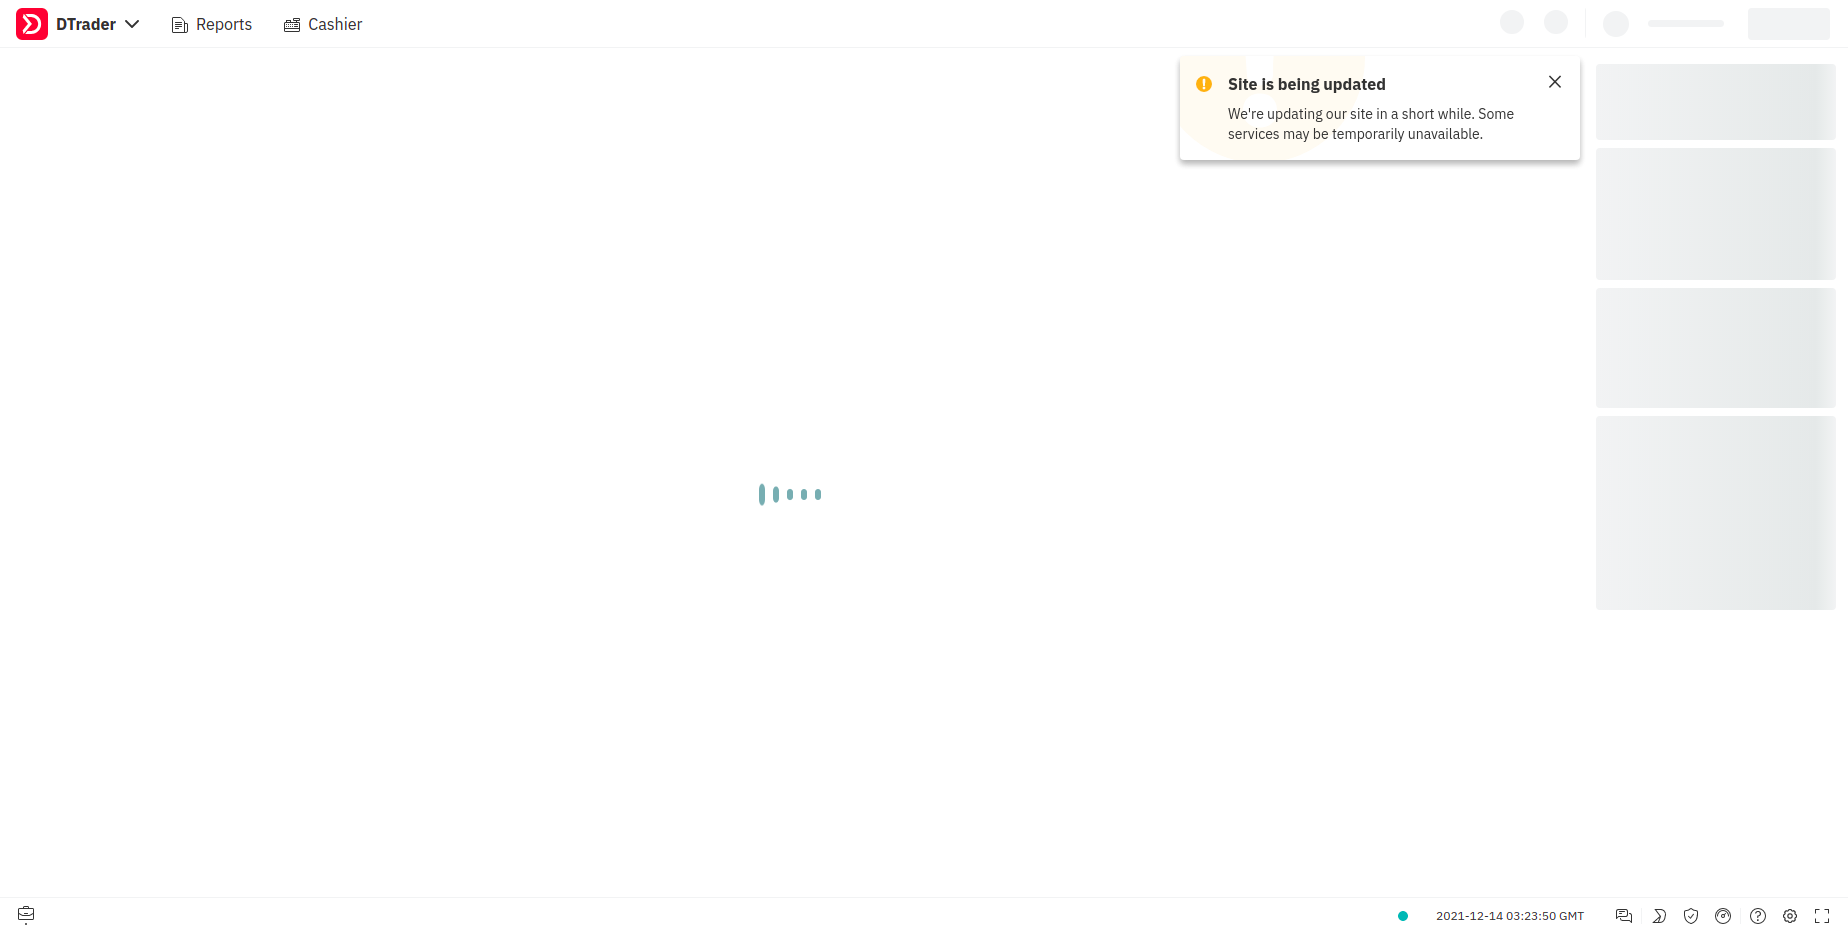 DTrader
Reports
Cashier
Site is being updated
We're updating our site in a short while. Some
services may be temporarily unavailable.
2021-12-14 03:23:50 GMT